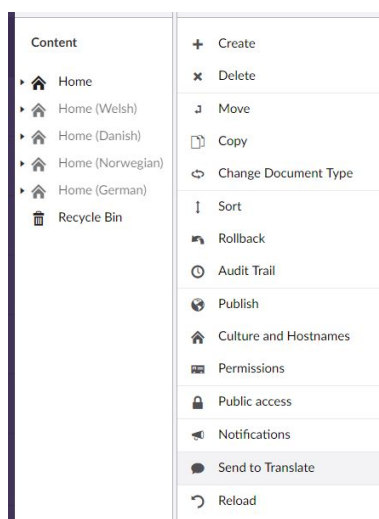 Content
Home
Home (Welsh)
Home (Danish)
Home (Norwegian)
Home (German)
Recycle Bin
Create
Delete
Move
Copy
Change Document Type
Sort
Rollback
Audit Trail
Publish
Culture and Hostnames
Permissions
Public access
Notifications
Send to Translate
Reload